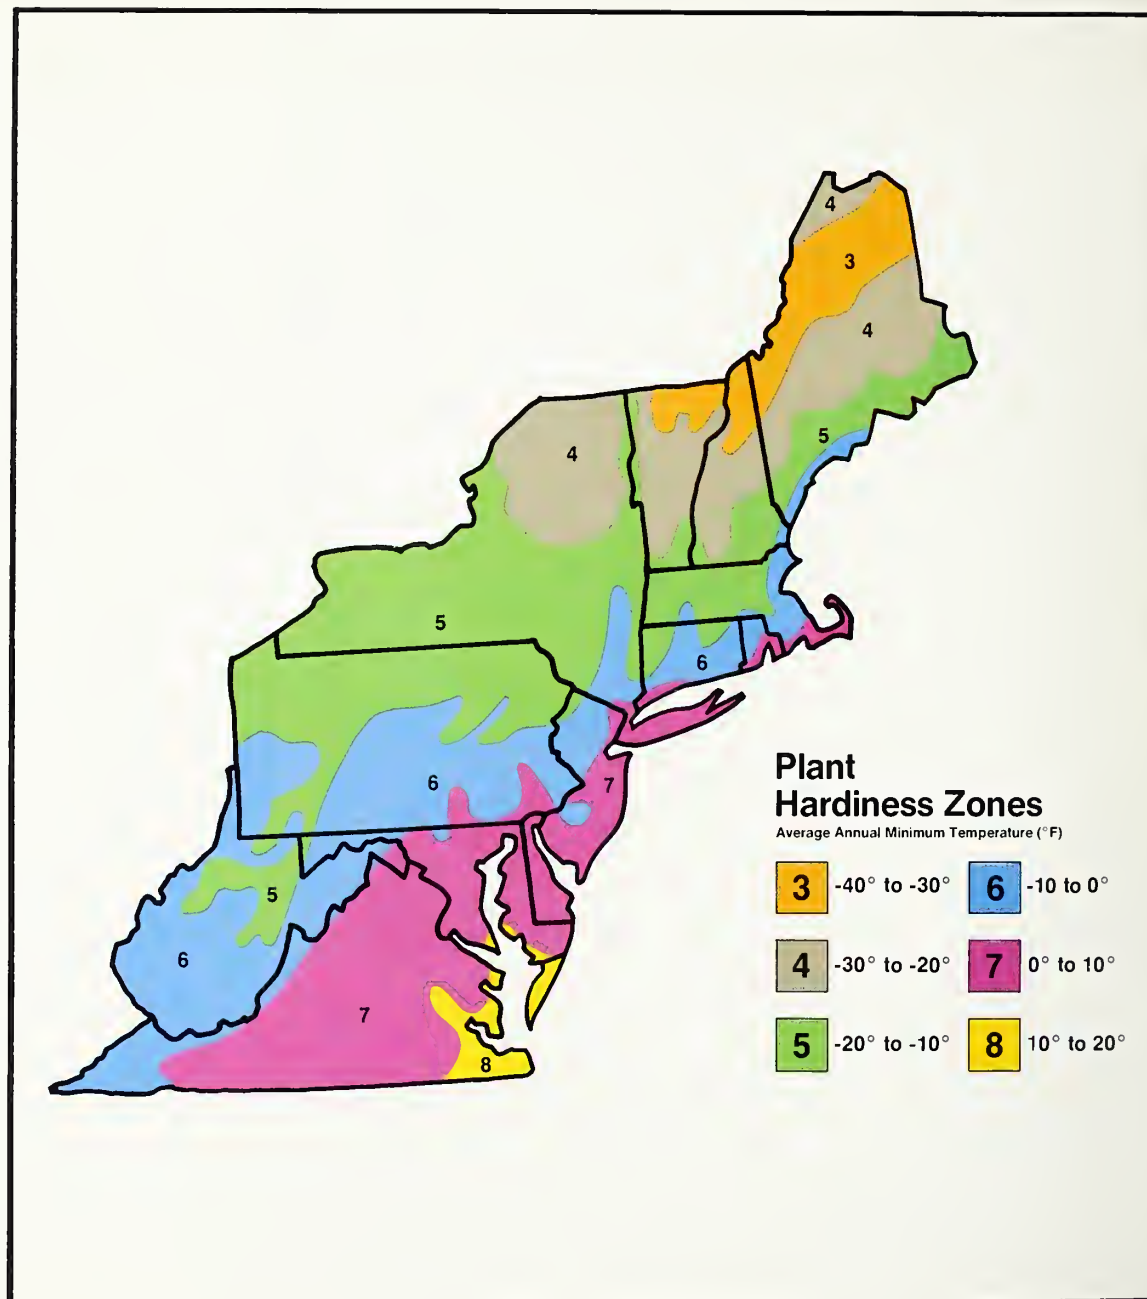 4
3
4
5
4
5
6
7
6
5
6
7
8
Plant
Hardiness Zones
Average Annual Minimum Temperature (°F)
3 -40° to -30° 6 -10 to 0°
4 -30° to -20° 7 0° to 10°
5 -20° to -10° 8 10° to 20°